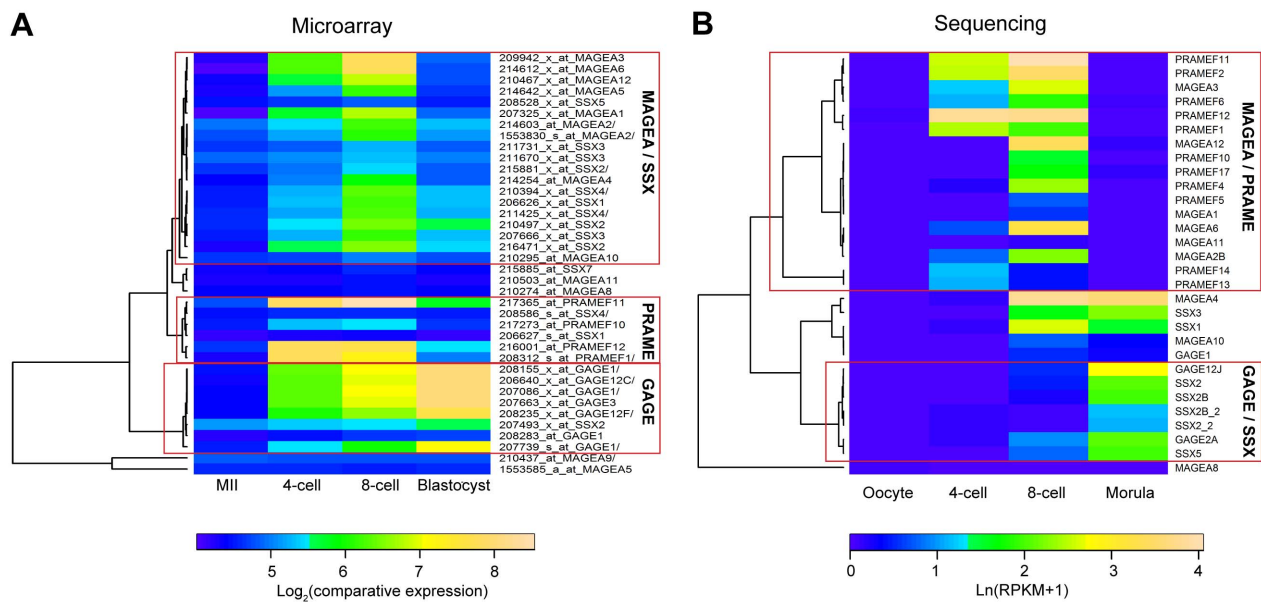 A
Microarray
209942_x_at_MAGEA3
214612_x_at_MAGEA6
210467_x_at_MAGEA12
214642_x_at_MAGEA5
208528_x_at_SSX5
207325_x_at_MAGEA1
214603_at_MAGEA2/
1553830_s_at_MAGEA2/
211731_x_at_SSX3
211670_x_at_SSX3
215881_x_at_SSX2/
214254_at_MAGEA4
210394_x_at_SSX4/
206626_x_at_SSX1
211425_x_at_SSX4/
210497_x_at_SSX2
207666_x_at_SSX3
216471_x_at_SSX2
210295_at_MAGEA10
215885_at_SSX7
210503_at_MAGEA11
210274_at_MAGEA8
217365_at_PRAMEF11
208586_s_at_SSX4/
217273_at_PRAMEF10
206627_s_at_SSX1
216001_at_PRAMEF12
208312_s_at_PRAMEF1/
208155_x_at_GAGE1/
206640_x_at_GAGE12C/
207086_x_at_GAGE1/
207663_x_at_GAGE3
208235_x_at_GAGE12F/
207493_x_at_SSX2
208283_at_GAGE1
207739_s_at_GAGE1/
210437_at_MAGEA9/
1553585_a_at_MAGEA5
MAGEA / SSX
PRAME
GAGE
MII 4-cell 8-cell Blastocyst
5 6 7 8
Log2(comparative expression)
B
Sequencing
PRAMEF11
PRAMEF2
MAGEA3
PRAMEF6
PRAMEF12
PRAMEF1
MAGEA12
PRAMEF10
PRAMEF17
PRAMEF4
PRAMEF5
MAGEA1
MAGEA6
MAGEA11
MAGEA2B
PRAMEF14
PRAMEF13
MAGEA4
SSX3
SSX1
MAGEA10
GAGE1
GAGE12J
SSX2
SSX2B
SSX2B_2
SSX2_2
GAGE2A
SSX5
MAGEA8
MAGEA / PRAME
GAGE / SSX
Oocyte 4-cell 8-cell Morula
0 1 2 3 4
Ln(RPKM+1)